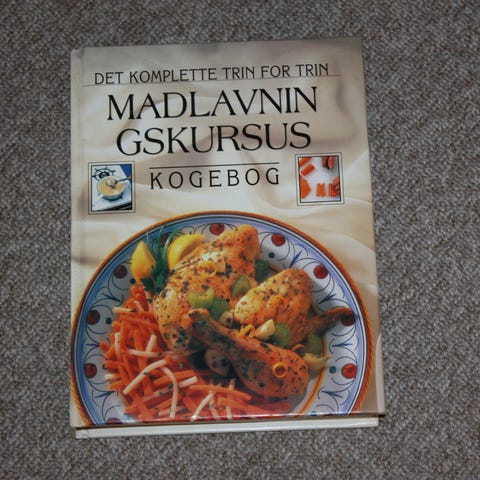 DET KOMPLETTE TRIN FOR TRIN
MADLAVNIN
GSKURSUS
KOGEBOG